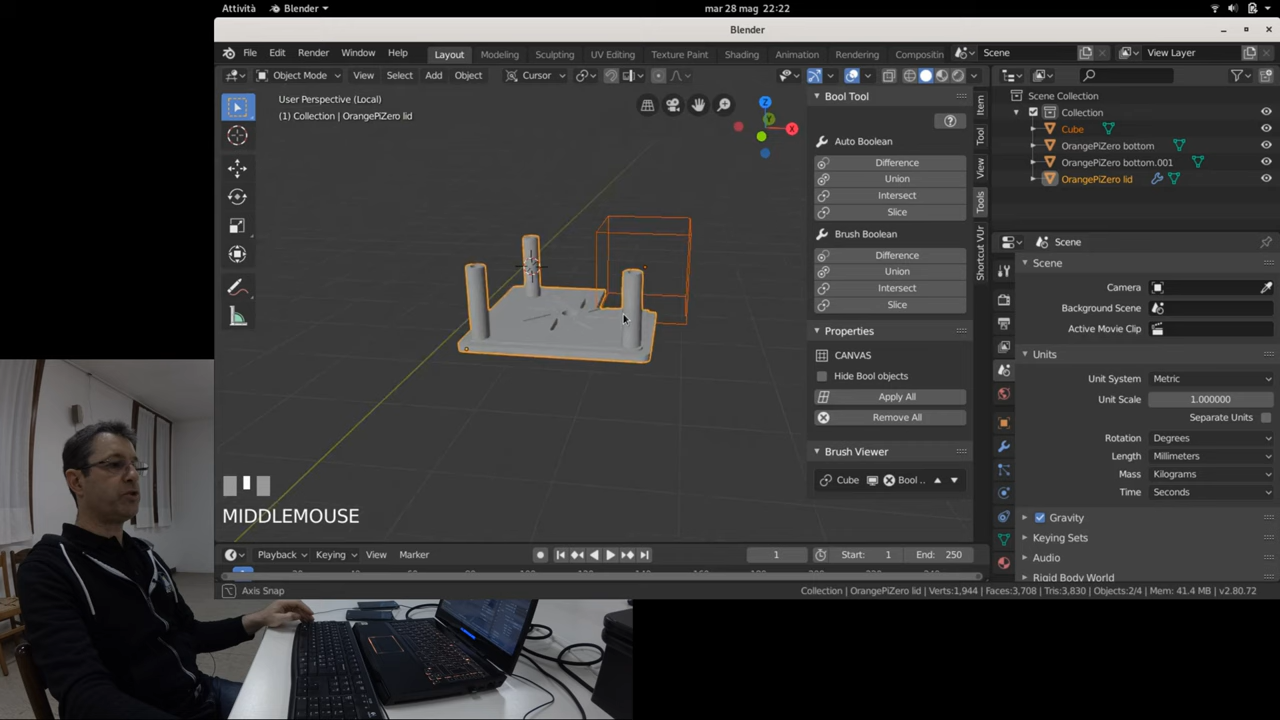 Attività
Blender
mar 28 mag 22:22
Blender
File Edit Render Window Help
Layout Modeling Sculpting UV Editing Texture Paint Shading Animation Rendering Compositin
Scene View Layer
Object Mode View Select Add Object Cursor
User Perspective (Local)
(1) Collection | OrangePiZero lid
Z
X
Y
Bool Tool
Auto Boolean
Difference
Union
Intersect
Slice
Brush Boolean
Difference
Union
Intersect
Slice
Properties
CANVAS
Hide Bool objects
Apply All
Remove All
Brush Viewer
Cube Bool ..
Item
Tool
View
Tools
Shortcut VUr
Scene Collection
Collection
Cube
OrangePiZero bottom
OrangePiZero bottom.001
OrangePiZero lid
Scene
Scene
Camera
Background Scene
Active Movie Clip
Units
Unit System Metric
Unit Scale 1.000000
Separate Units
Rotation Degrees
Length Millimeters
Mass Kilograms
Time Seconds
Gravity
Keying Sets
Audio
Rigid Body World
MIDDLEMOUSE
Playback Keying View Marker
1 Start: 1 End: 250
Axis Snap
Collection | OrangePiZero lid | Verts:1,944 | Faces:3,708 | Tris:3,830 | Objects:2/4 | Mem: 41.4 MB | v2.80.72